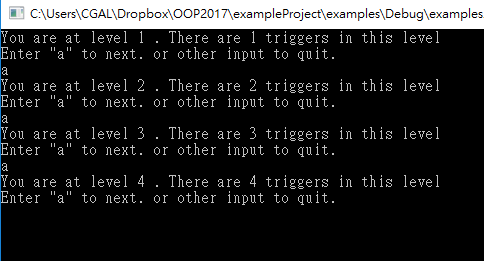 C:\Users\CGAL\Dropbox\OOP2017\exampleProject\examples\Debug\examples
You are at level 1 . There are 1 triggers in this level
Enter "a" to next. or other input to quit.
a
You are at level 2 . There are 2 triggers in this level
Enter "a" to next. or other input to quit.
a
You are at level 3 . There are 3 triggers in this level
Enter "a" to next. or other input to quit.
a
You are at level 4 . There are 4 triggers in this level
Enter "a" to next. or other input to quit.